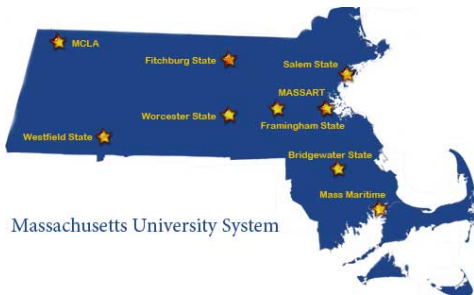 MCLA
Fitchburg State
Salem State
MASSART
Worcester State
Framingham State
Westfield State
Bridgewater State
Mass Maritime
Massachusetts University System